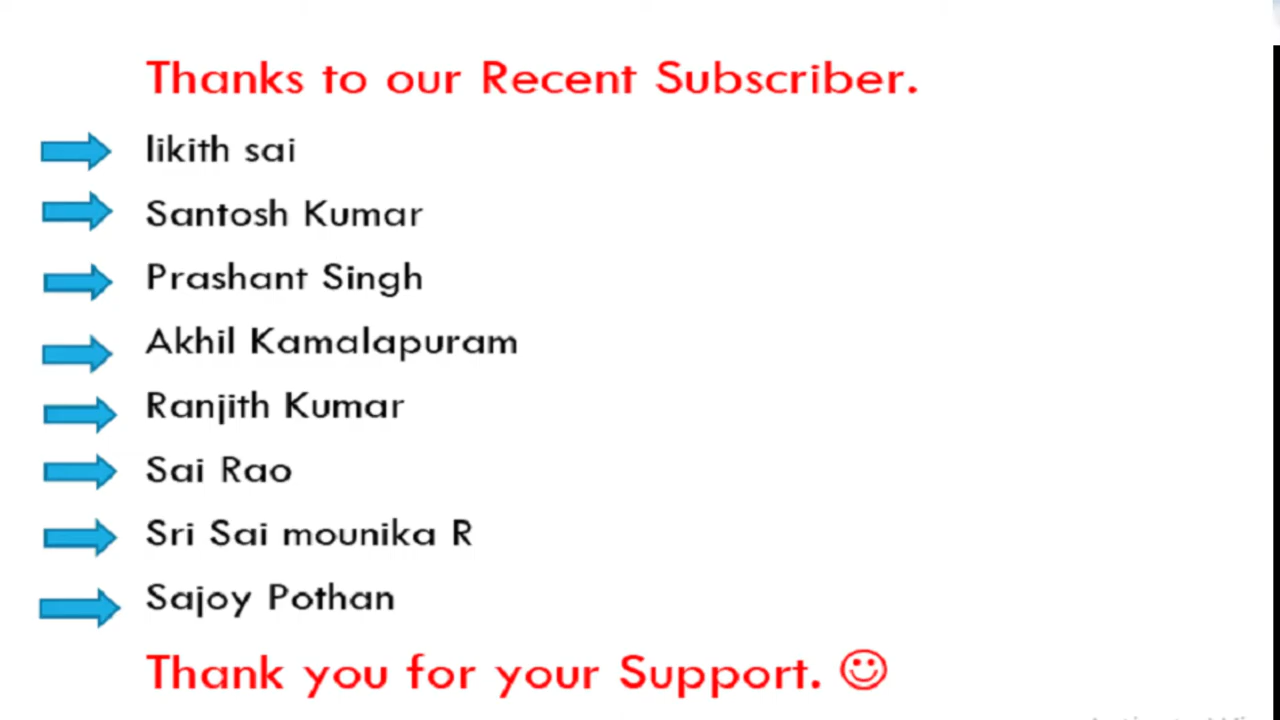 Thanks to our Recent Subscriber.
likith sai
Santosh Kumar
Prashant Singh
Akhil Kamalapuram
Ranjith Kumar
Sai Rao
Sri Sai mounika R
Sajoy Pothan
Thank you for your Support. ☺